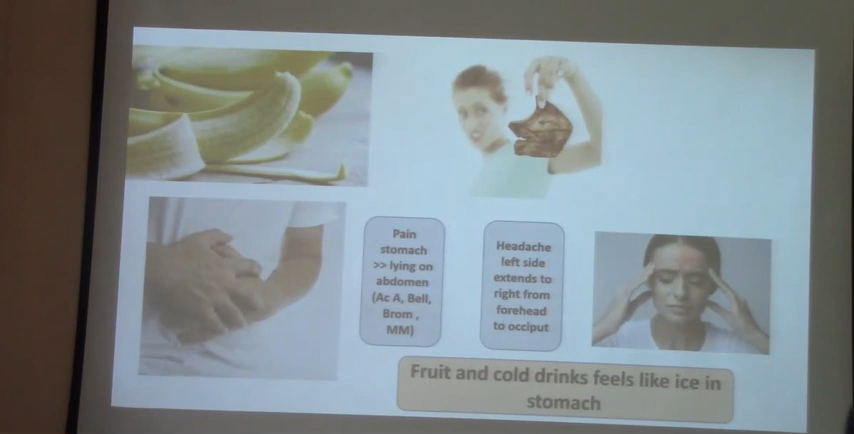 Pain
stomach
>> lying on
abdomen
(Ac A, Bell,
Brom ,
MM)
Headache
left side
extends to
right from
forehead
to occiput
Fruit and cold drinks feels like ice in
stomach